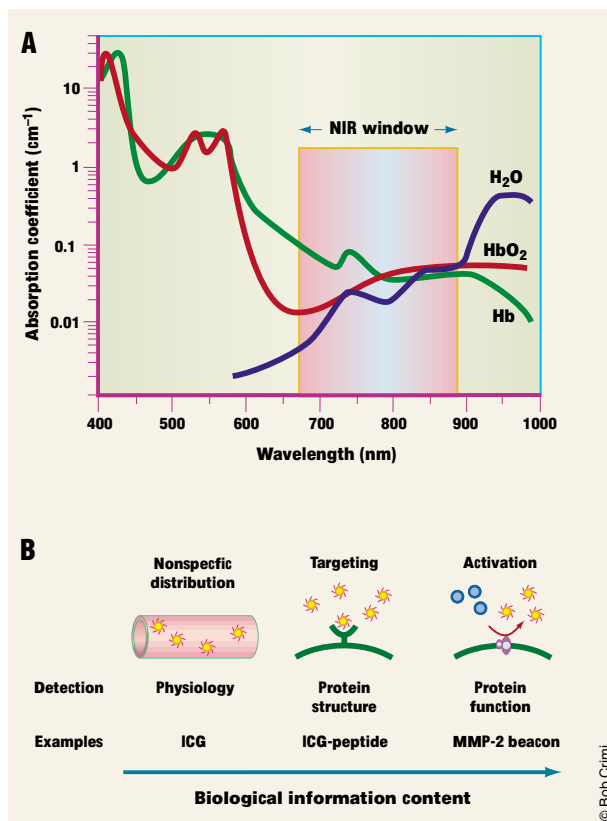 A
Absorption coefficient (cm⁻¹)
10
1
0.1
0.01
NIR window
H₂O
HbO₂
Hb
400 500 600 700 800 900 1000
Wavelength (nm)
B
Nonspecfic
distribution
Targeting
Activation
Detection Physiology Protein
structure
Protein
function
Examples ICG ICG-peptide MMP-2 beacon
Biological information content
© Bob Crimi